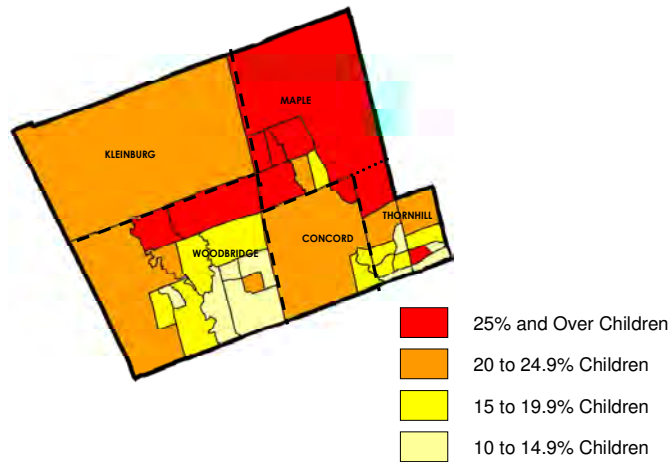 MAPLE
KLEINBURG
THORNHILL
CONCORD
WOODBRIDGE
25% and Over Children
20 to 24.9% Children
15 to 19.9% Children
10 to 14.9% Children